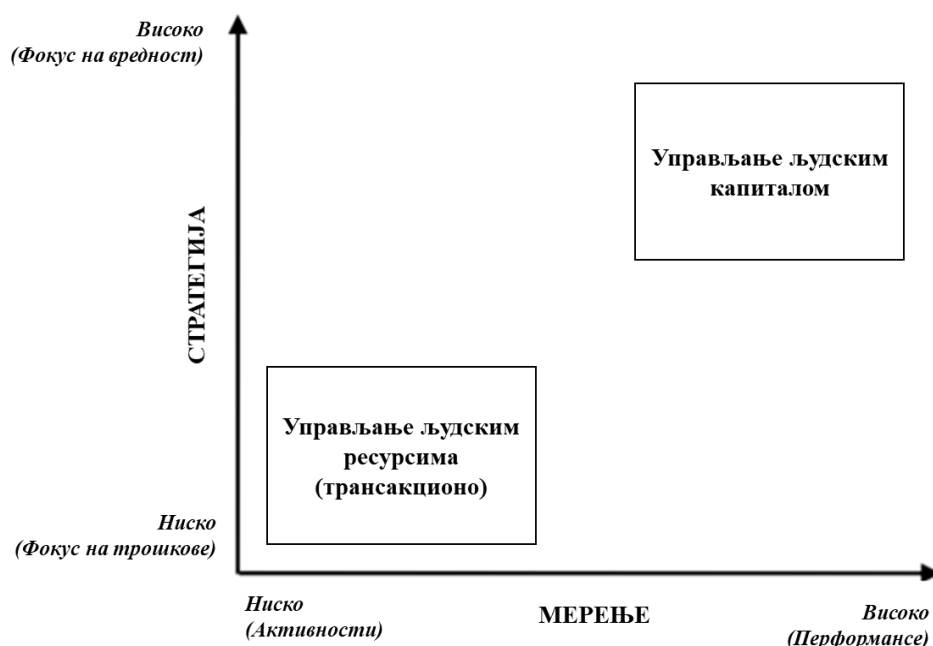 Високо
(Фокус на вредност)
Управљање људским
капиталом
СТРАТЕГИЈА
Управљање људским
ресурсима
(трансакционо)
Ниско
(Фокус на трошкове)
Ниско
(Активности)
МЕРЕЊЕ
Високо
(Перформансе)